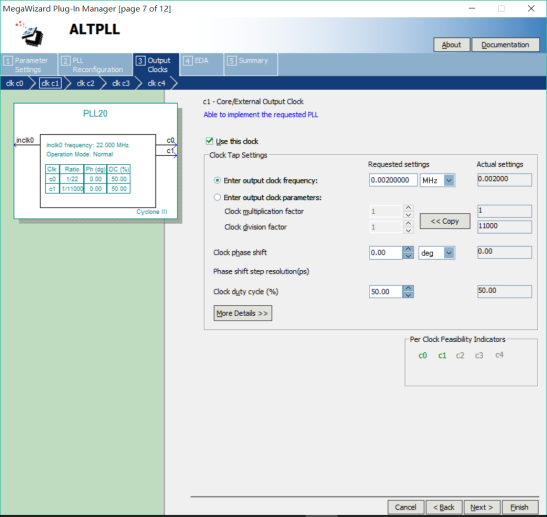 MegaWizard Plug-In Manager [page 7 of 12]
ALTPLL
About
Documentation
1 Parameter Settings
2 PLL Reconfiguration
3 Output Clocks
4 EDA
5 Summary
clk c0
clk c1
clk c2
clk c3
clk c4
PLL20
inclk0
inclk0 frequency: 22.000 MHz
Operation Mode: Normal
Clk Ratio Ph (dg) DC (%)
c0 1/22 0.00 50.00
c1 1/11000 0.00 50.00
c0
c1
Cyclone III
c1 - Core/External Output Clock
Able to implement the requested PLL
Use this clock
Clock Tap Settings
Requested settings Actual settings
Enter output clock frequency: 0.00200000 MHz 0.002000
Enter output clock parameters:
Clock multiplication factor 1 1
<< Copy
Clock division factor 1 11000
Clock phase shift 0.00 deg 0.00
Phase shift step resolution(ps)
Clock duty cycle (%) 50.00 50.00
More Details >>
Per Clock Feasibility Indicators
c0 c1 c2 c3 c4
Cancel < Back Next > Finish